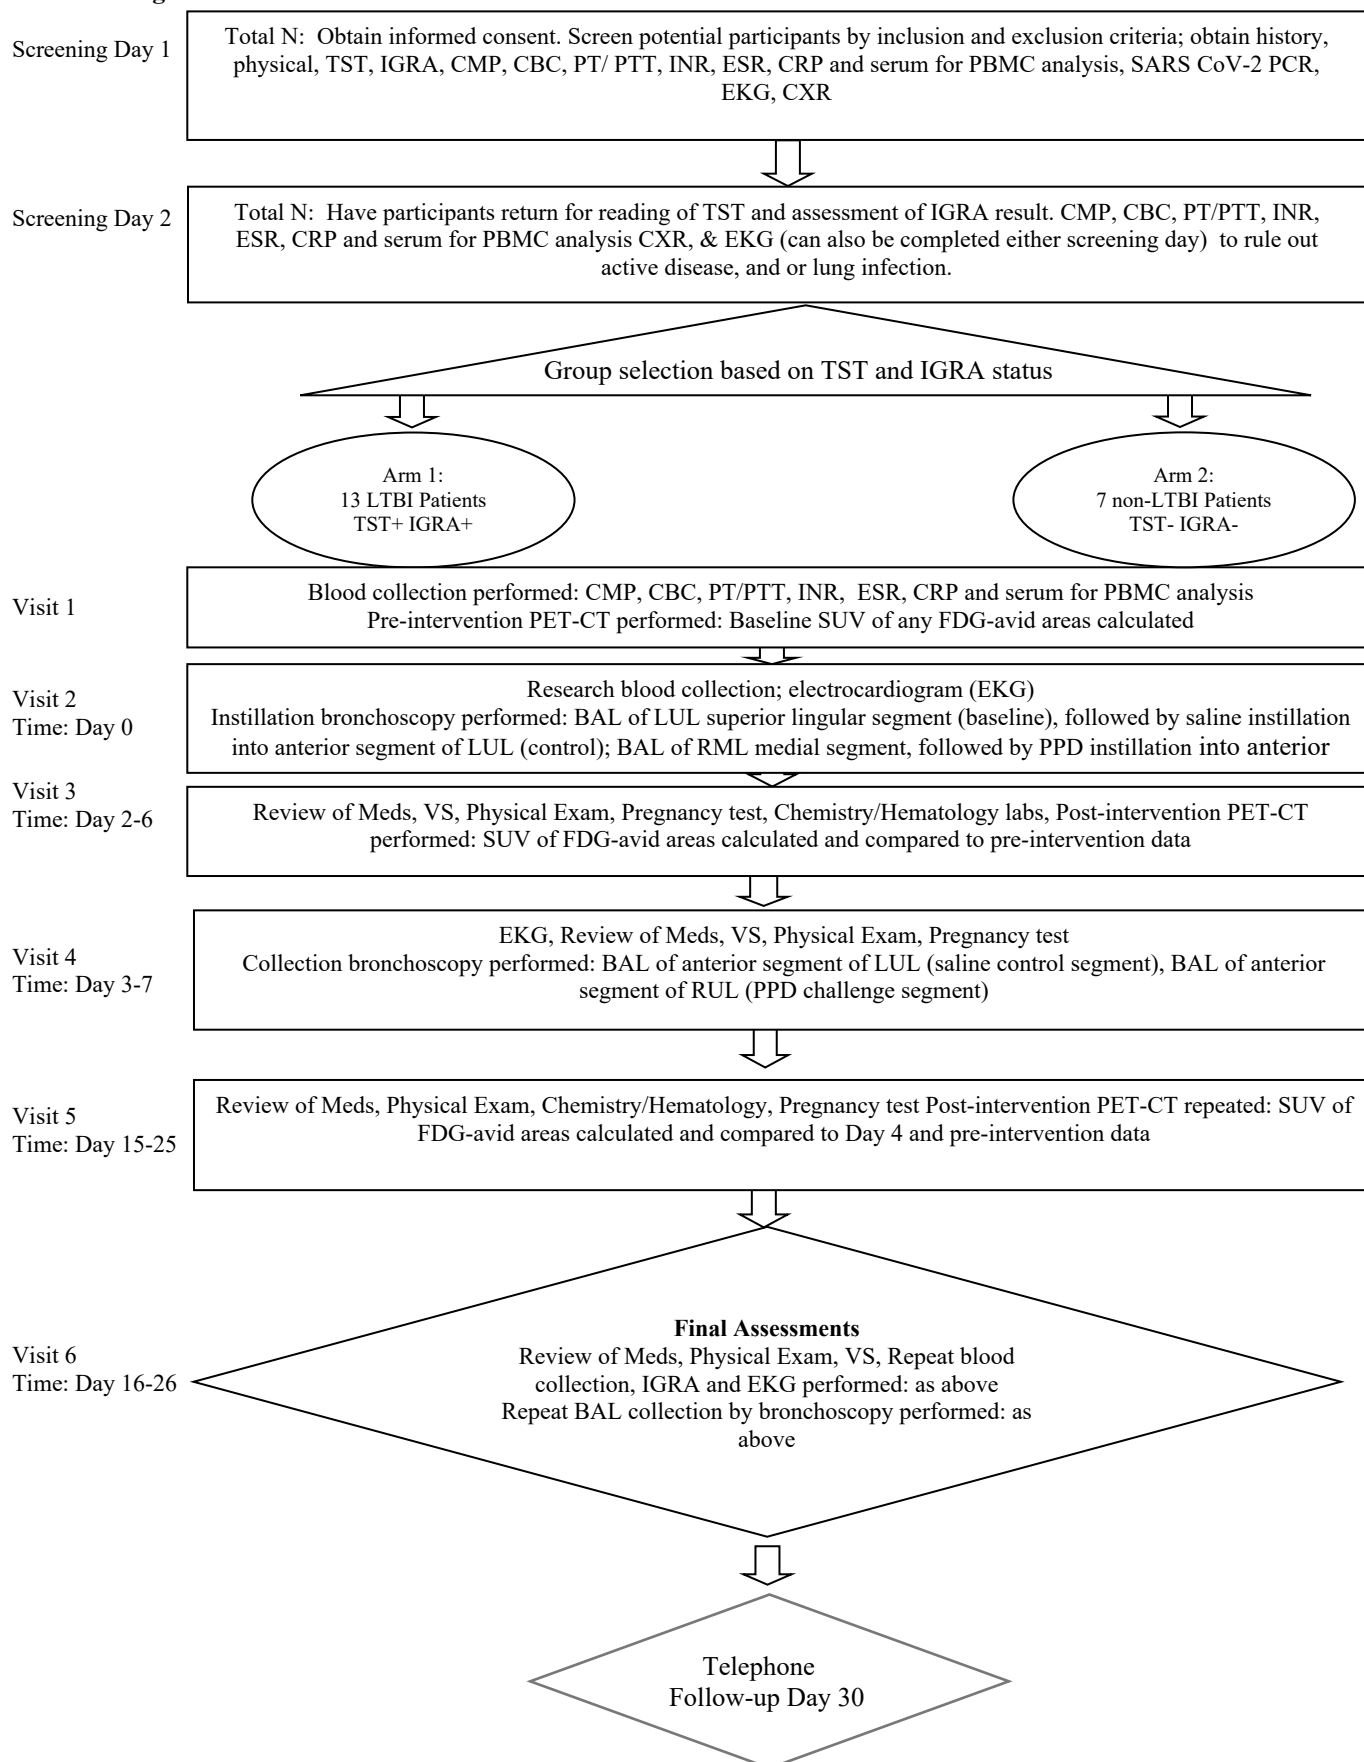 Screening Day 1
Total N: Obtain informed consent. Screen potential participants by inclusion and exclusion criteria; obtain history,
physical, TST, IGRA, CMP, CBC, PT/ PTT, INR, ESR, CRP and serum for PBMC analysis, SARS CoV-2 PCR,
EKG, CXR
Screening Day 2
Total N: Have participants return for reading of TST and assessment of IGRA result. CMP, CBC, PT/PTT, INR,
ESR, CRP and serum for PBMC analysis CXR, & EKG (can also be completed either screening day) to rule out
active disease, and or lung infection.
Group selection based on TST and IGRA status
Arm 1:
13 LTBI Patients
TST+ IGRA+
Arm 2:
7 non-LTBI Patients
TST- IGRA-
Visit 1
Blood collection performed: CMP, CBC, PT/PTT, INR, ESR, CRP and serum for PBMC analysis
Pre-intervention PET-CT performed: Baseline SUV of any FDG-avid areas calculated
Visit 2
Time: Day 0
Research blood collection; electrocardiogram (EKG)
Instillation bronchoscopy performed: BAL of LUL superior lingular segment (baseline), followed by saline instillation
into anterior segment of LUL (control); BAL of RML medial segment, followed by PPD instillation into anterior
Visit 3
Time: Day 2-6
Review of Meds, VS, Physical Exam, Pregnancy test, Chemistry/Hematology labs, Post-intervention PET-CT
performed: SUV of FDG-avid areas calculated and compared to pre-intervention data
Visit 4
Time: Day 3-7
EKG, Review of Meds, VS, Physical Exam, Pregnancy test
Collection bronchoscopy performed: BAL of anterior segment of LUL (saline control segment), BAL of anterior
segment of RUL (PPD challenge segment)
Visit 5
Time: Day 15-25
Review of Meds, Physical Exam, Chemistry/Hematology, Pregnancy test Post-intervention PET-CT repeated: SUV of
FDG-avid areas calculated and compared to Day 4 and pre-intervention data
Visit 6
Time: Day 16-26
Final Assessments
Review of Meds, Physical Exam, VS, Repeat blood
collection, IGRA and EKG performed: as above
Repeat BAL collection by bronchoscopy performed: as
above
Telephone
Follow-up Day 30